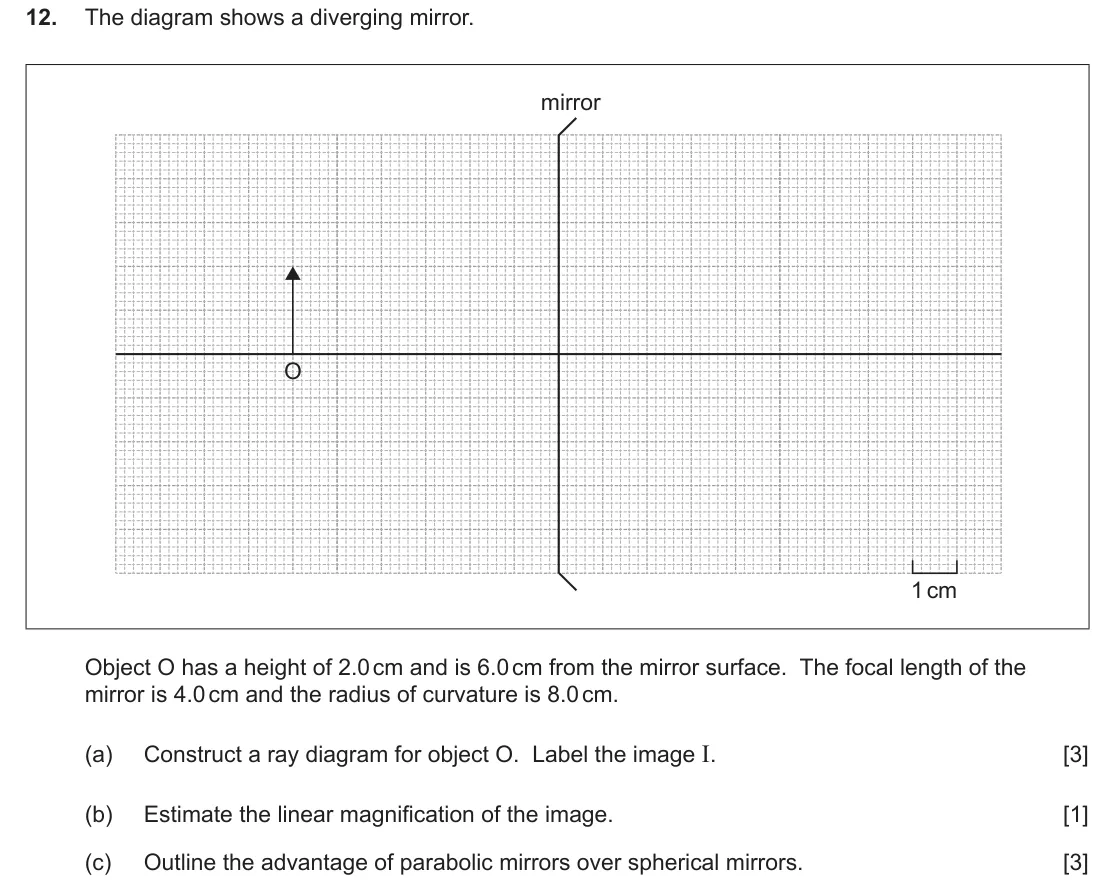 12. The diagram shows a diverging mirror.
mirror
O
1 cm
Object O has a height of 2.0 cm and is 6.0 cm from the mirror surface. The focal length of the
mirror is 4.0 cm and the radius of curvature is 8.0 cm.
(a) Construct a ray diagram for object O. Label the image I. [3]
(b) Estimate the linear magnification of the image. [1]
(c) Outline the advantage of parabolic mirrors over spherical mirrors. [3]